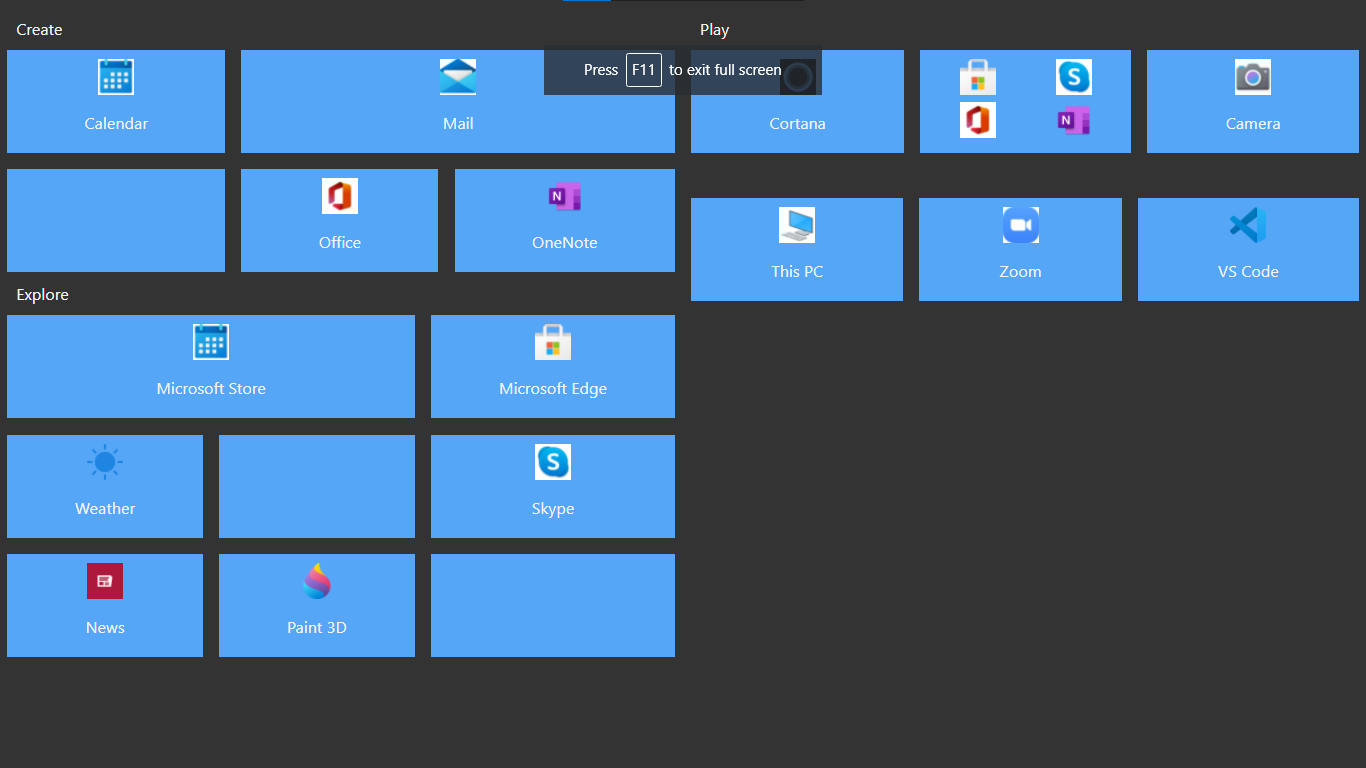 Create
Calendar
Mail
Office
N
OneNote
Explore
Microsoft Store
Microsoft Edge
Weather
S
Skype
News
Paint 3D
Press F11 to exit full screen
Play
Cortana
S
N
Camera
This PC
Zoom
VS Code